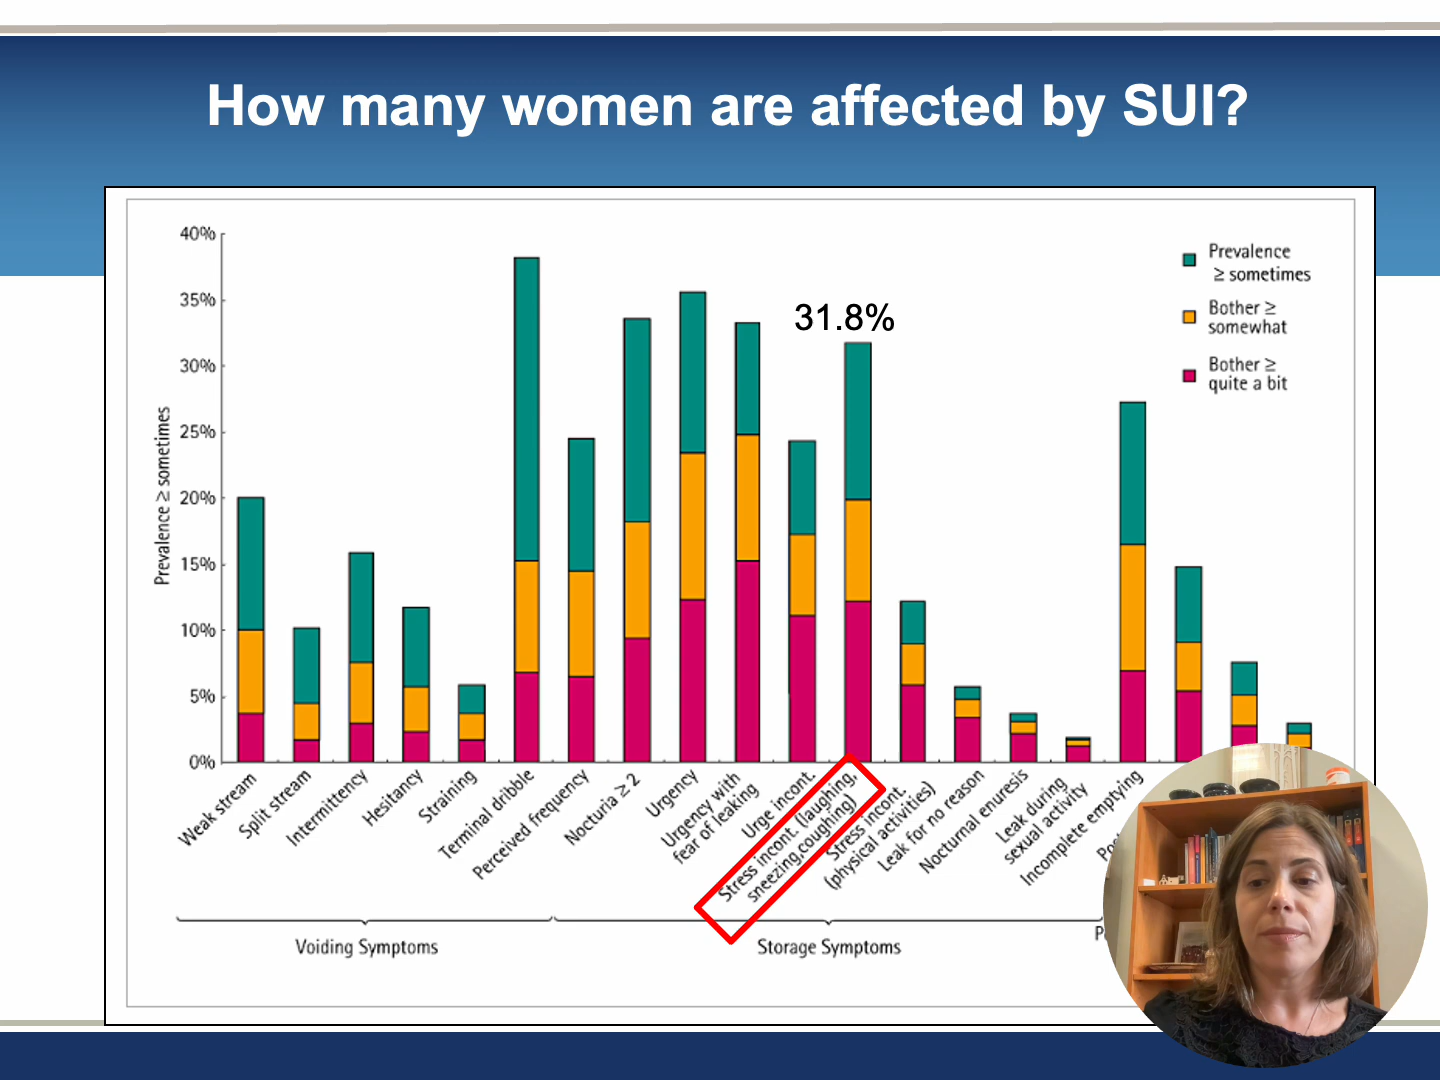 How many women are affected by SUI?
40%
35%
30%
25%
20%
15%
10%
5%
0%
Prevalence ≥ sometimes
31.8%
Prevalence
≥ sometimes
Bother ≥
somewhat
Bother ≥
quite a bit
Weak stream
Split stream
Intermittency
Hesitancy
Straining
Terminal dribble
Perceived frequency
Nocturia ≥ 2
Urgency
Urgency with
fear of leaking
Urge incont.
Stress incont. (laughing,
sneezing,coughing)
Stress incont.
(physical activities)
Leak for no reason
Nocturnal enuresis
Leak during
sexual activity
Incomplete emptying
Voiding Symptoms
Storage Symptoms